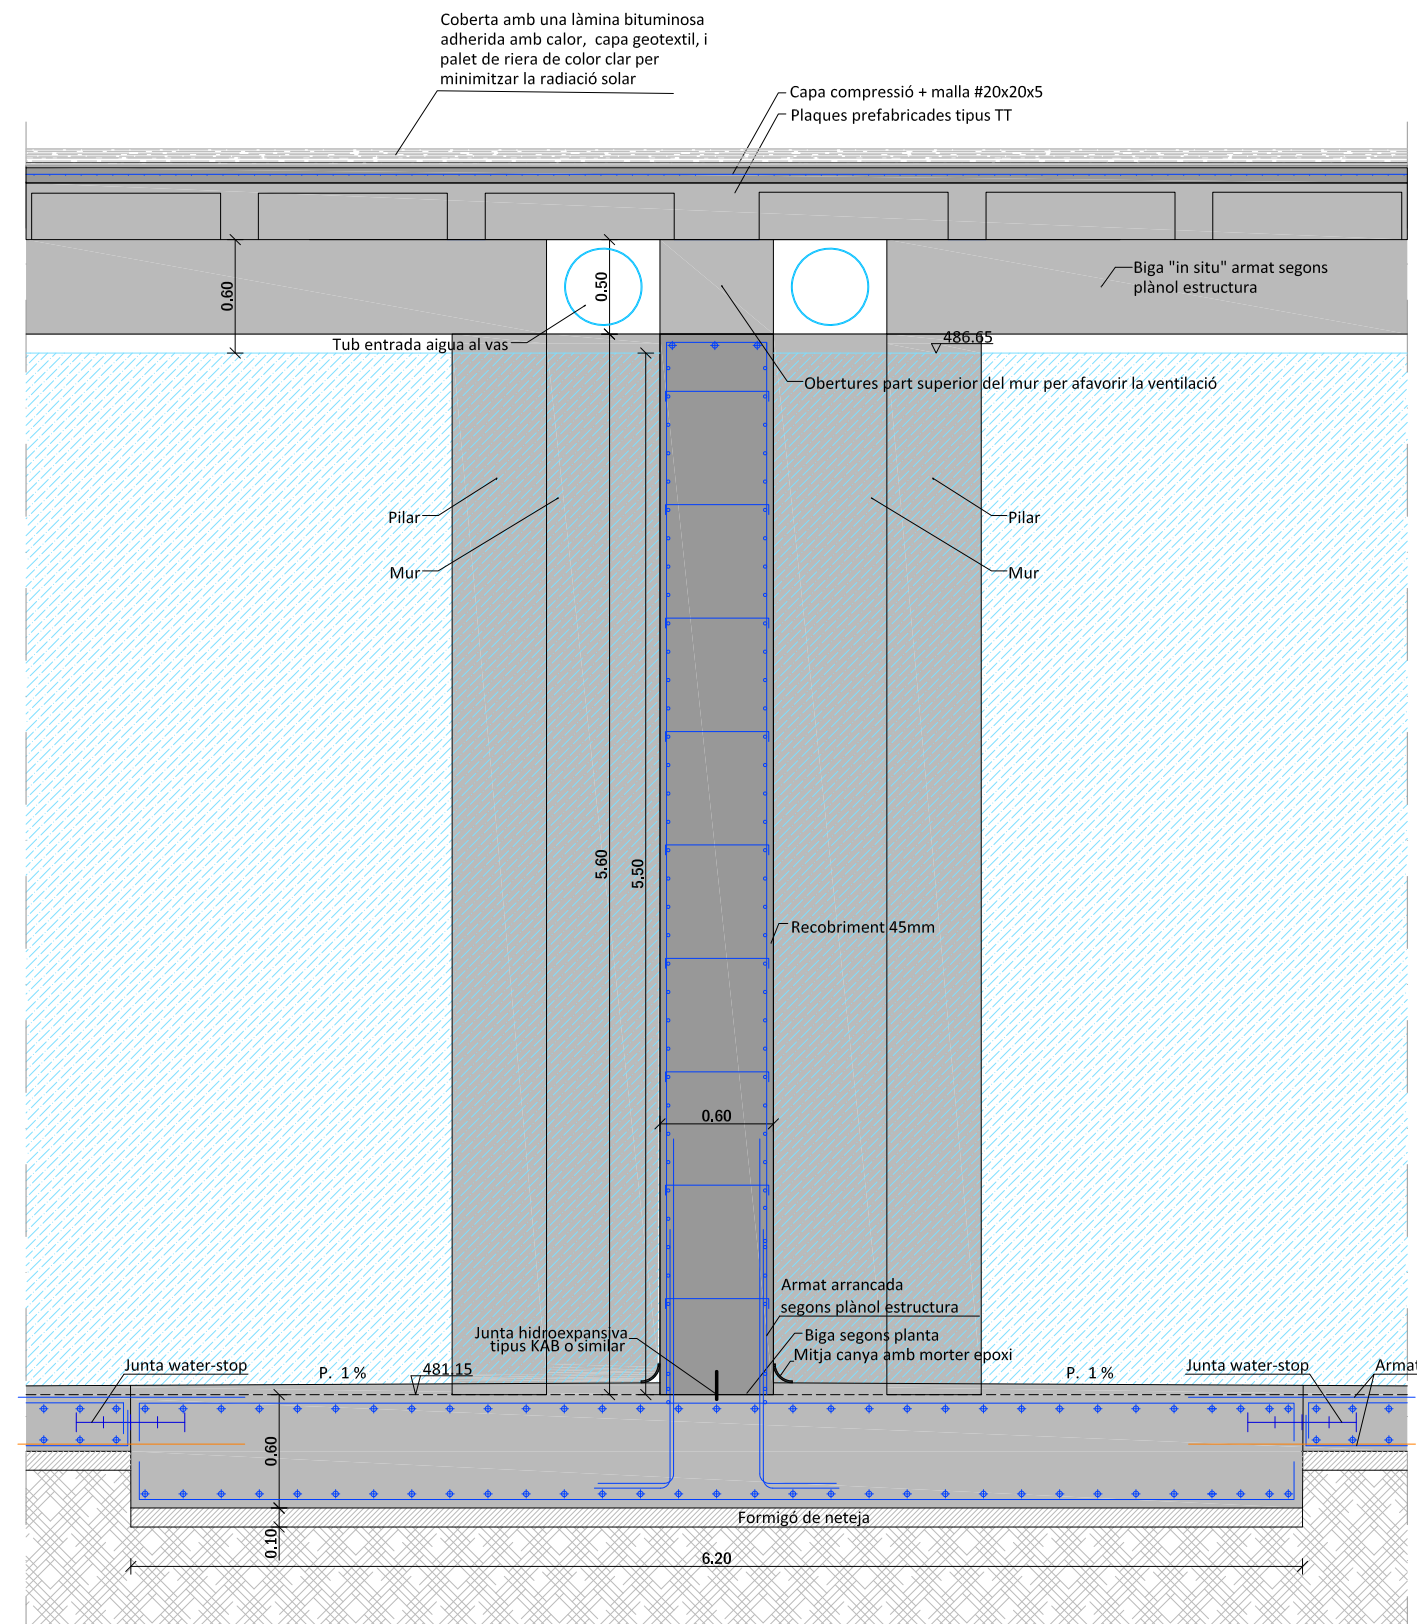 Coberta amb una làmina bituminosa
adherida amb calor, capa geotextil, i
palet de riera de color clar per
minimitzar la radiació solar
Capa compressió + malla #20x20x5
Plaques prefabricades tipus TT
Biga "in situ" armat segons
plànol estructura
0.60
0.50
Tub entrada aigua al vas
486.65
Obertures part superior del mur per afavorir la ventilació
Pilar
Pilar
Mur
Mur
5.60
5.50
Recobriment 45mm
0.60
Armat arrancada
segons plànol estructura
Junta hidroexpansiva
tipus KAB o similar
Biga segons planta
Mitja canya amb morter epoxi
Junta water-stop
P. 1 %
481.15
P. 1 %
Junta water-stop
Armat
0.60
Formigó de neteja
0.10
6.20